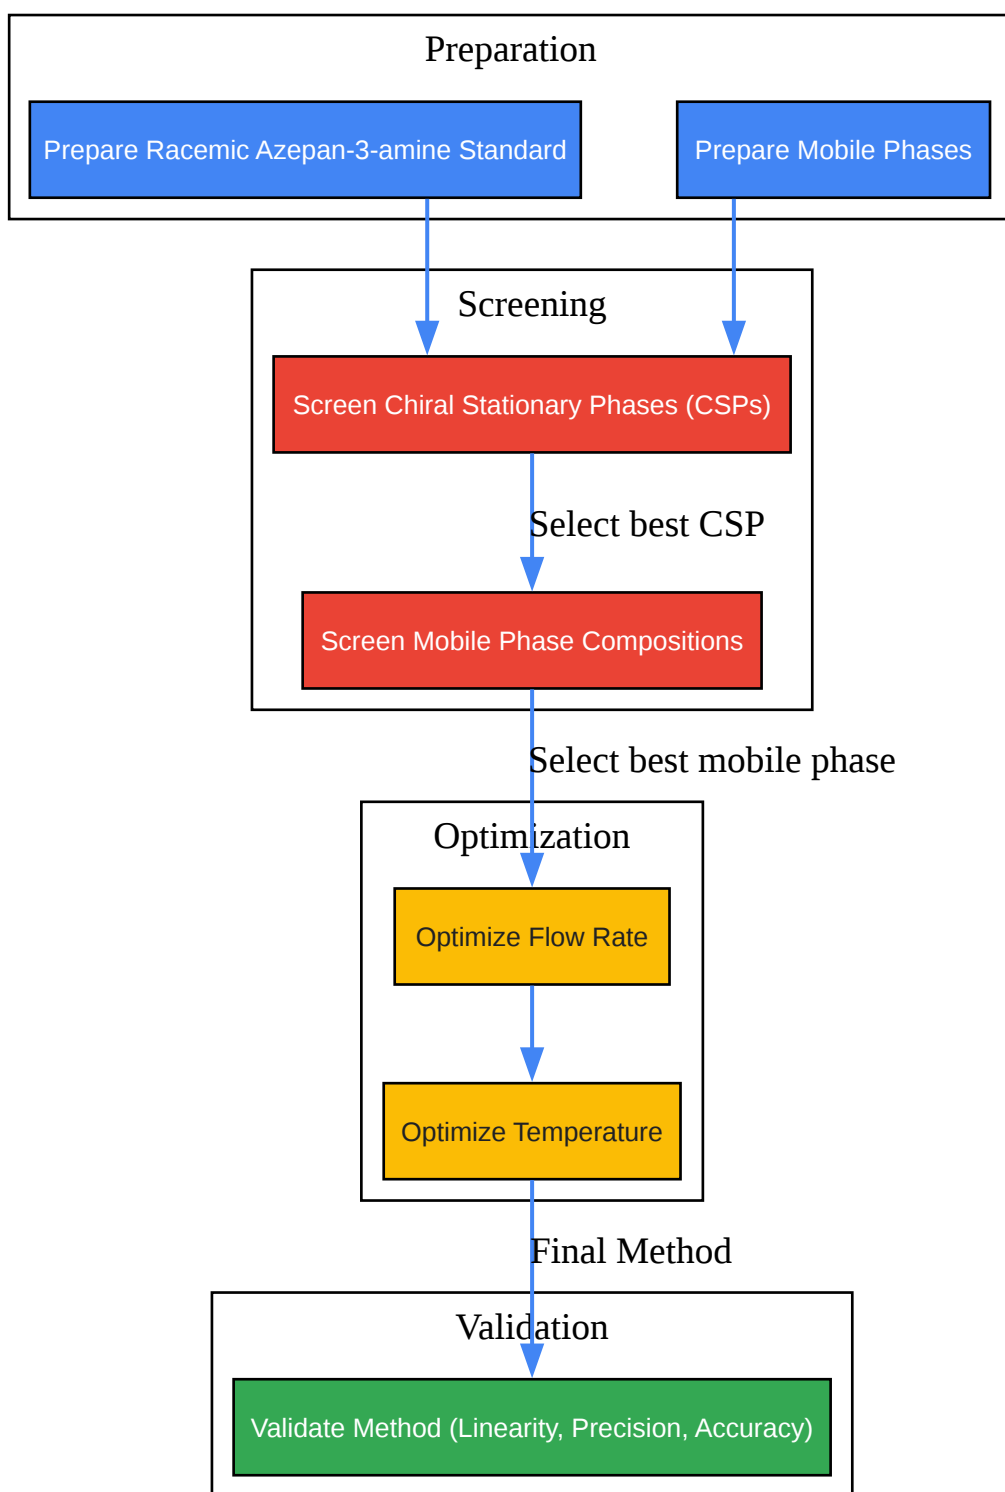 Preparation
Prepare Racemic Azepan-3-amine Standard
Prepare Mobile Phases
Screening
Screen Chiral Stationary Phases (CSPs)
Select best CSP
Screen Mobile Phase Compositions
Select best mobile phase
Optimization
Optimize Flow Rate
Optimize Temperature
Final Method
Validation
Validate Method (Linearity, Precision, Accuracy)